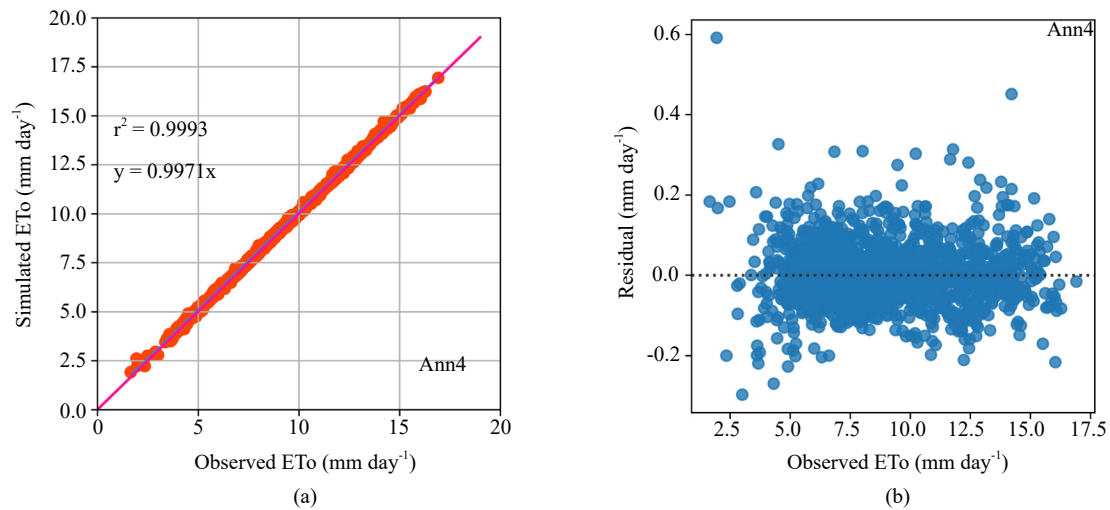 20.0
17.5
15.0
12.5
10.0
7.5
5.0
2.5
0.0
Simulated ETo (mm day⁻¹)
r² = 0.9993
y = 0.9971x
Ann4
0 5 10 15 20
Observed ETo (mm day⁻¹)
(a)
Ann4
0.6
0.4
0.2
0.0
-0.2
Residual (mm day⁻¹)
2.5 5.0 7.5 10.0 12.5 15.0 17.5
Observed ETo (mm day⁻¹)
(b)